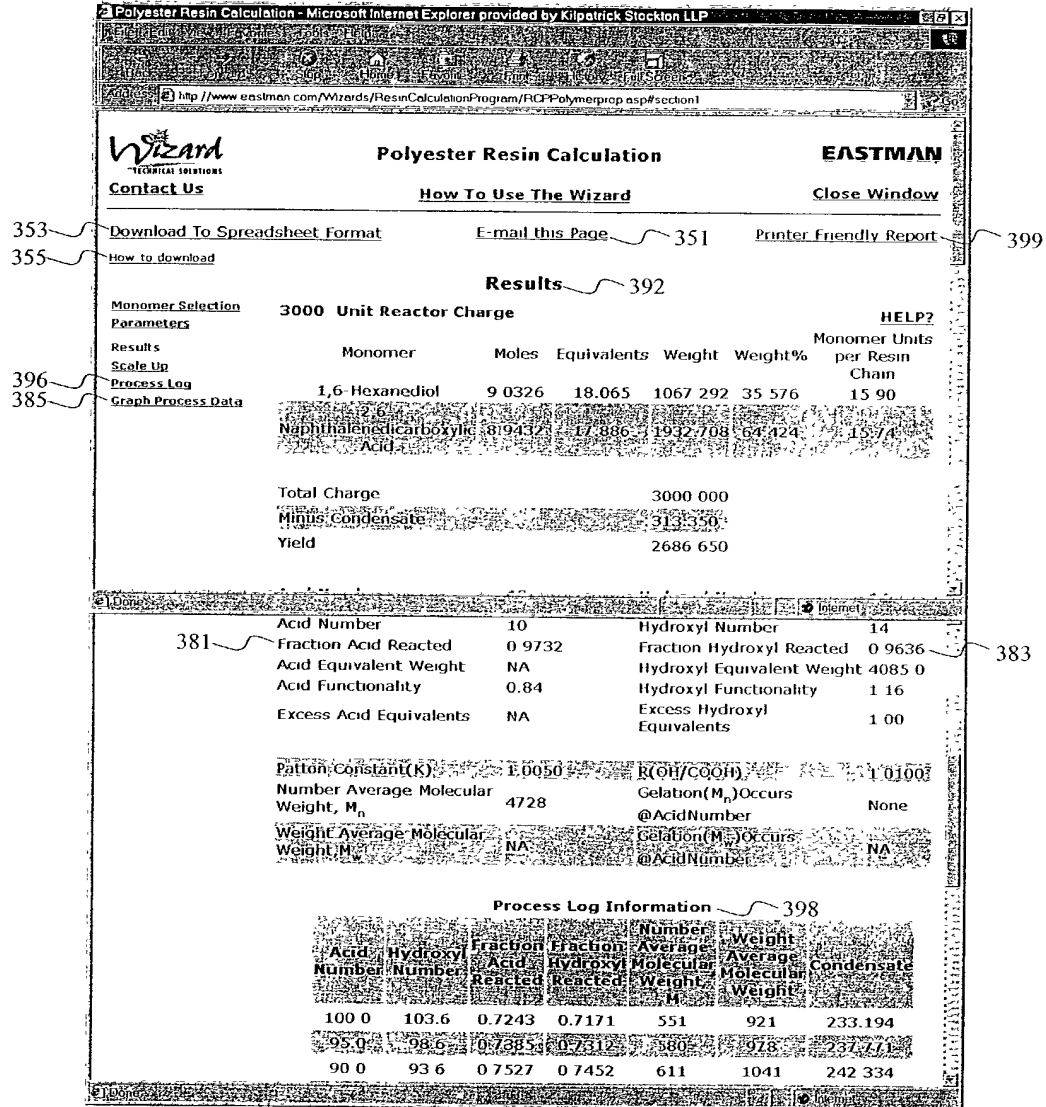 Polyester Resin Calculation - Microsoft Internet Explorer provided by Kilpatrick Stockton LLP
http://www eastman com/Wizards/ResinCalculationProgram/RCPPolymerprop asp#section1
Wizard
TECHNICAL SOLUTIONS
Polyester Resin Calculation
EASTMAN
Contact Us
How To Use The Wizard
Close Window
353
Download To Spreadsheet Format
E-mail this Page
351
Printer Friendly Report
399
355
How to download
Results
392
Monomer Selection
Parameters
Results
Scale Up
396
Process Log
385
Graph Process Data
3000 Unit Reactor Charge
HELP?
Monomer Moles Equivalents Weight Weight% Monomer Units per Resin Chain
1,6-Hexanediol 9 0326 18.065 1067 292 35 576 15 90
2,6-Naphthalenedicarboxylic Acid 8 9432 17.886 1932 708 64 424 15 74
Total Charge 3000 000
Minus Condensate 313 350
Yield 2686 650
Done Internet
Acid Number 10 Hydroxyl Number 14
381
Fraction Acid Reacted 0 9732 Fraction Hydroxyl Reacted 0 9636
383
Acid Equivalent Weight NA Hydroxyl Equivalent Weight 4085 0
Acid Functionality 0.84 Hydroxyl Functionality 1 16
Excess Acid Equivalents NA Excess Hydroxyl Equivalents 1 00
Patton Constant(K) 1.0050 R(OH/COOH) 1 0100
Number Average Molecular Weight, Mn 4728 Gelation(Mn)Occurs @AcidNumber None
Weight Average Molecular Weight Mw NA Gelation(Mw)Occurs @AcidNumber NA
Process Log Information
398
Acid Number Hydroxyl Number Fraction Acid Reacted Fraction Hydroxyl Reacted Number Average Molecular Weight, M Weight Average Molecular Weight Condensate
100 0 103.6 0.7243 0.7171 551 921 233.194
95.0 98.6 0 7385 0 7312 580 978 237 771
90 0 93 6 0 7527 0 7452 611 1041 242 334
Done Internet